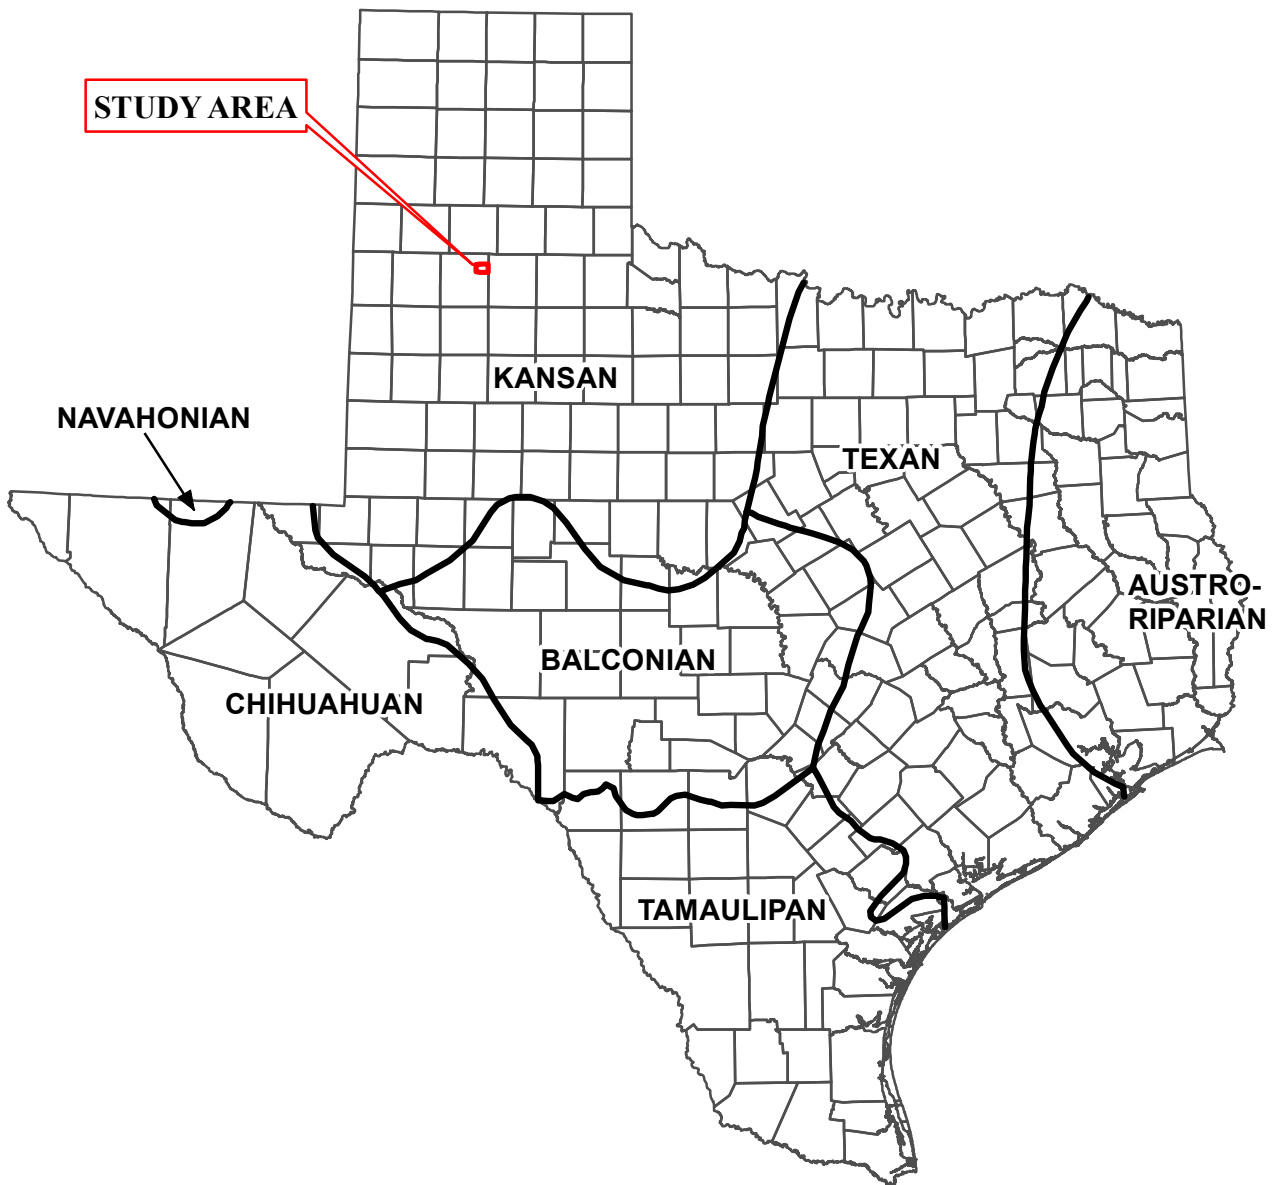 STUDY AREA
KANSAN
NAVAHONIAN
TEXAN
AUSTRO-
RIPARIAN
BALCONIAN
CHIHUAHUAN
TAMAULIPAN